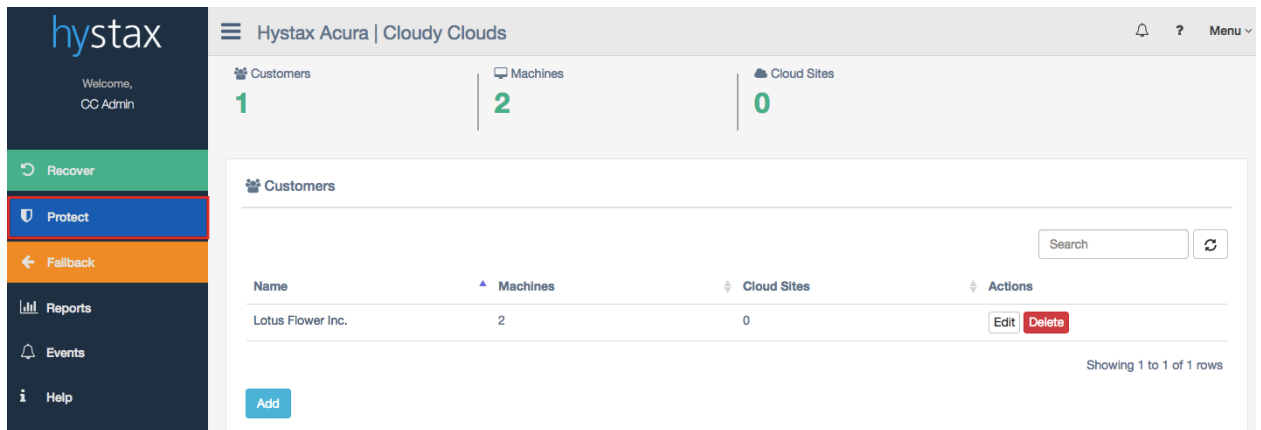 hystax
Welcome,
CC Admin
Recover
Protect
Failback
Reports
Events
Help
Hystax Acura | Cloudy Clouds
? Menu
Customers
1
Machines
2
Cloud Sites
0
Customers
Search
Name Machines Cloud Sites Actions
Lotus Flower Inc. 2 0 Edit Delete
Showing 1 to 1 of 1 rows
Add